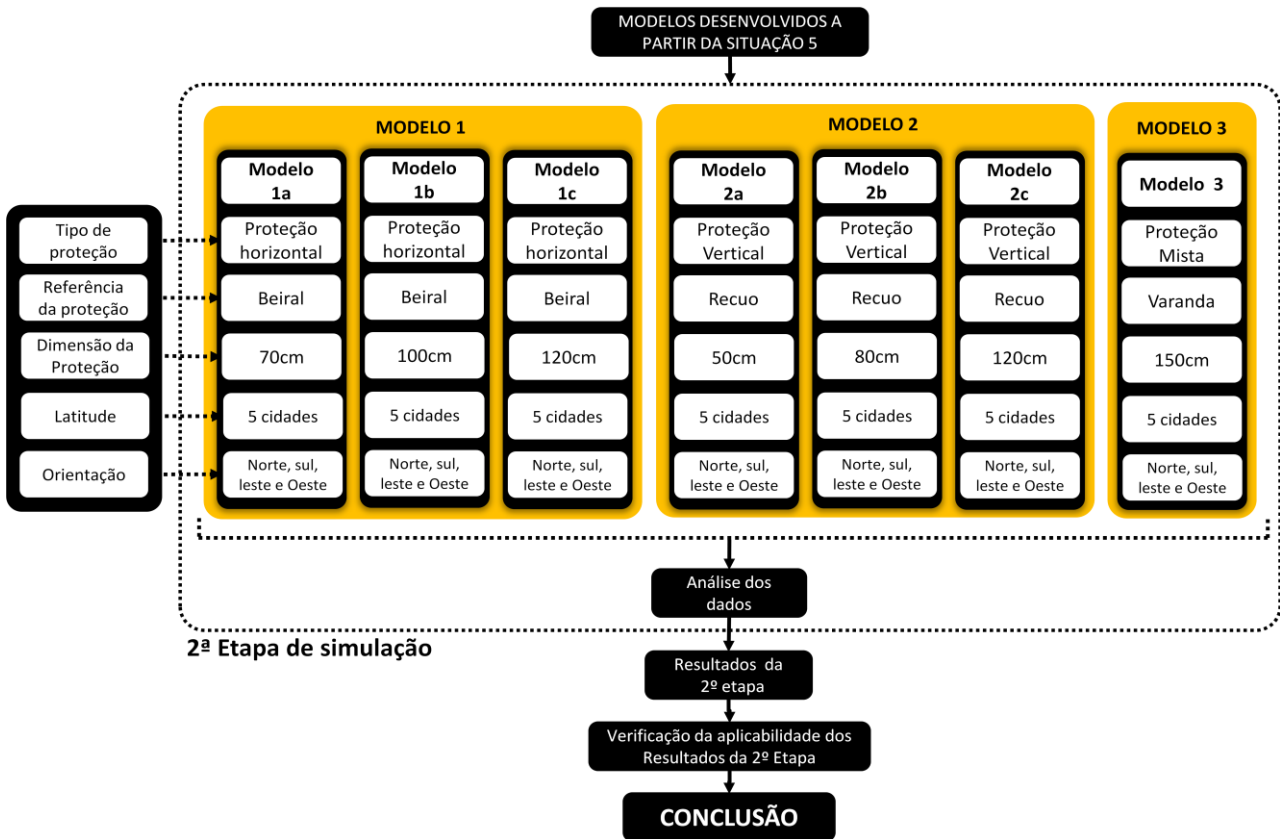 MODELOS DESENVOLVIDOS A
PARTIR DA SITUAÇÃO 5
MODELO 1
MODELO 2
MODELO 3
Tipo de
proteção
Referência
da proteção
Dimensão da
Proteção
Latitude
Orientação
Modelo
1a
Proteção
horizontal
Beiral
70cm
5 cidades
Norte, sul,
leste e Oeste
Modelo
1b
Proteção
horizontal
Beiral
100cm
5 cidades
Norte, sul,
leste e Oeste
Modelo
1c
Proteção
horizontal
Beiral
120cm
5 cidades
Norte, sul,
leste e Oeste
Modelo
2a
Proteção
Vertical
Recuo
50cm
5 cidades
Norte, sul,
leste e Oeste
Modelo
2b
Proteção
Vertical
Recuo
80cm
5 cidades
Norte, sul,
leste e Oeste
Modelo
2c
Proteção
Vertical
Recuo
120cm
5 cidades
Norte, sul,
leste e Oeste
Modelo 3
Proteção
Mista
Varanda
150cm
5 cidades
Norte, sul,
leste e Oeste
Análise dos
dados
2ª Etapa de simulação
Resultados da
2º etapa
Verificação da aplicabilidade dos
Resultados da 2º Etapa
CONCLUSÃO